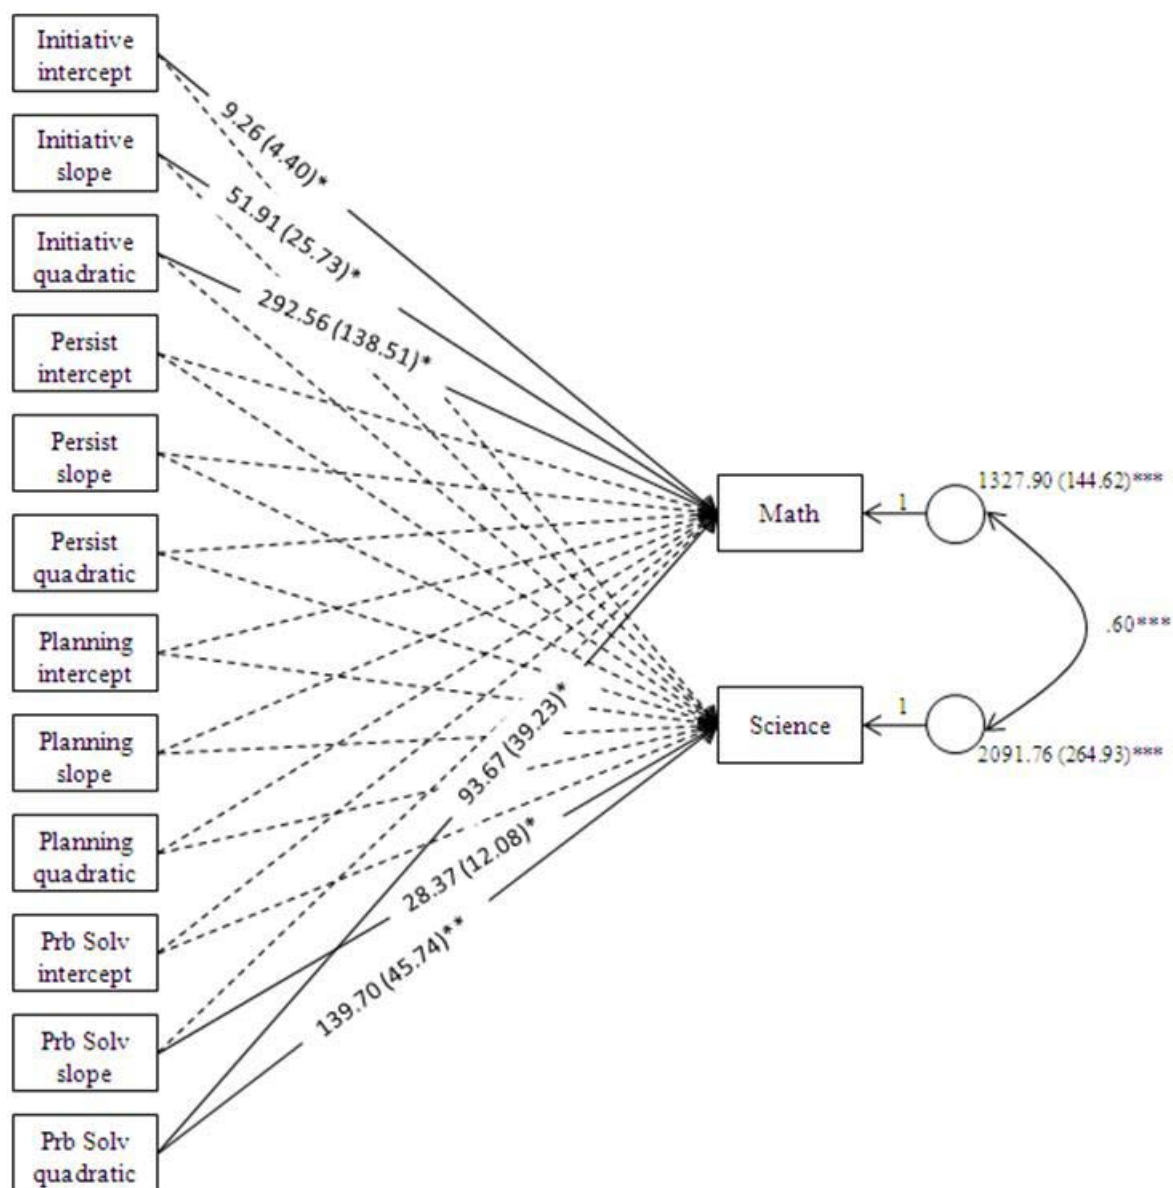 Initiative
intercept
Initiative
slope
Initiative
quadratic
Persist
intercept
Persist
slope
Persist
quadratic
Planning
intercept
Planning
slope
Planning
quadratic
Prb Solv
intercept
Prb Solv
slope
Prb Solv
quadratic
9.26 (4.40)*
51.91 (25.73)*
292.56 (138.51)*
93.67 (39.23)*
28.37 (12.08)*
139.70 (45.74)**
Math
1
1327.90 (144.62)***
.60***
Science
1
2091.76 (264.93)***